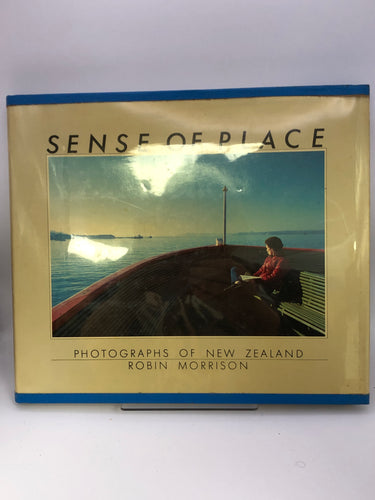 SENSE OF PLACE
PHOTOGRAPHS OF NEW ZEALAND
ROBIN MORRISON